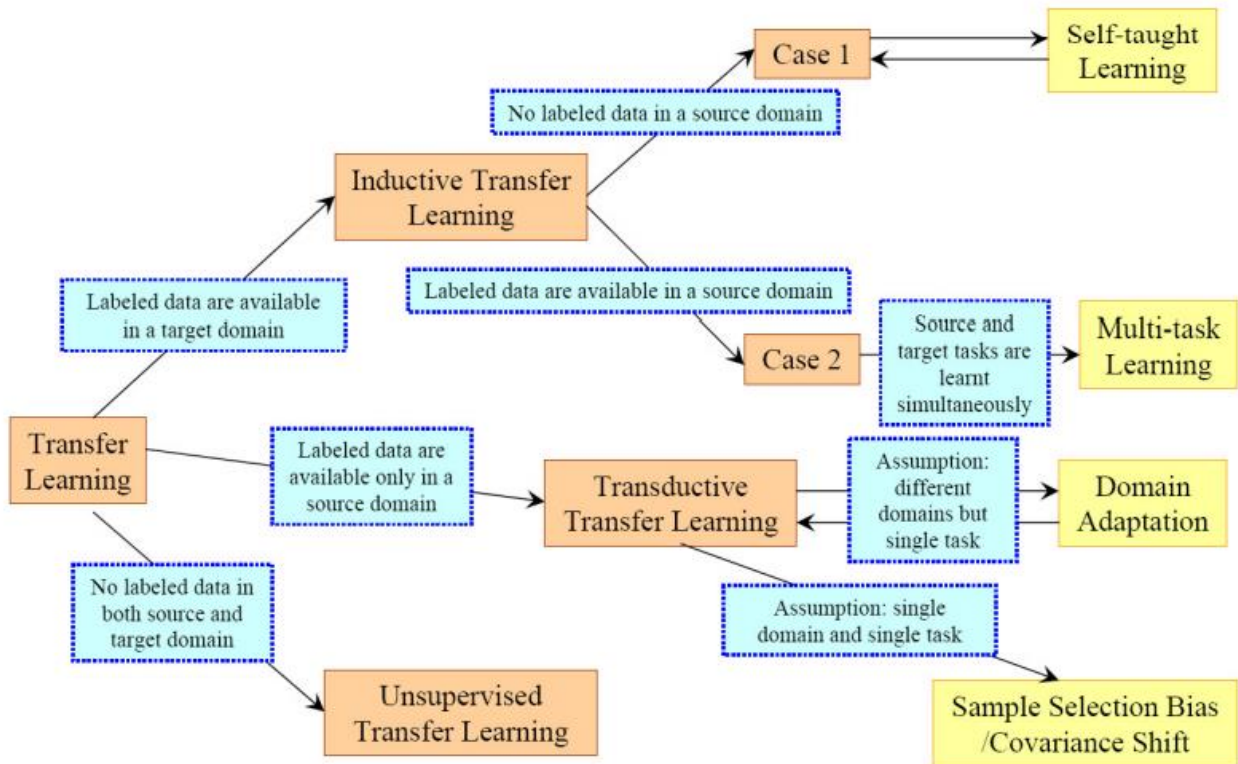 Case 1
Self-taught
Learning
No labeled data in a source domain
Inductive Transfer
Learning
Labeled data are available
in a target domain
Labeled data are available in a source domain
Case 2
Source and
target tasks are
learnt
simultaneously
Multi-task
Learning
Transfer
Learning
Labeled data are
available only in a
source domain
Transductive
Transfer Learning
Assumption:
different
domains but
single task
Domain
Adaptation
No labeled data in
both source and
target domain
Assumption: single
domain and single task
Unsupervised
Transfer Learning
Sample Selection Bias
/Covariance Shift